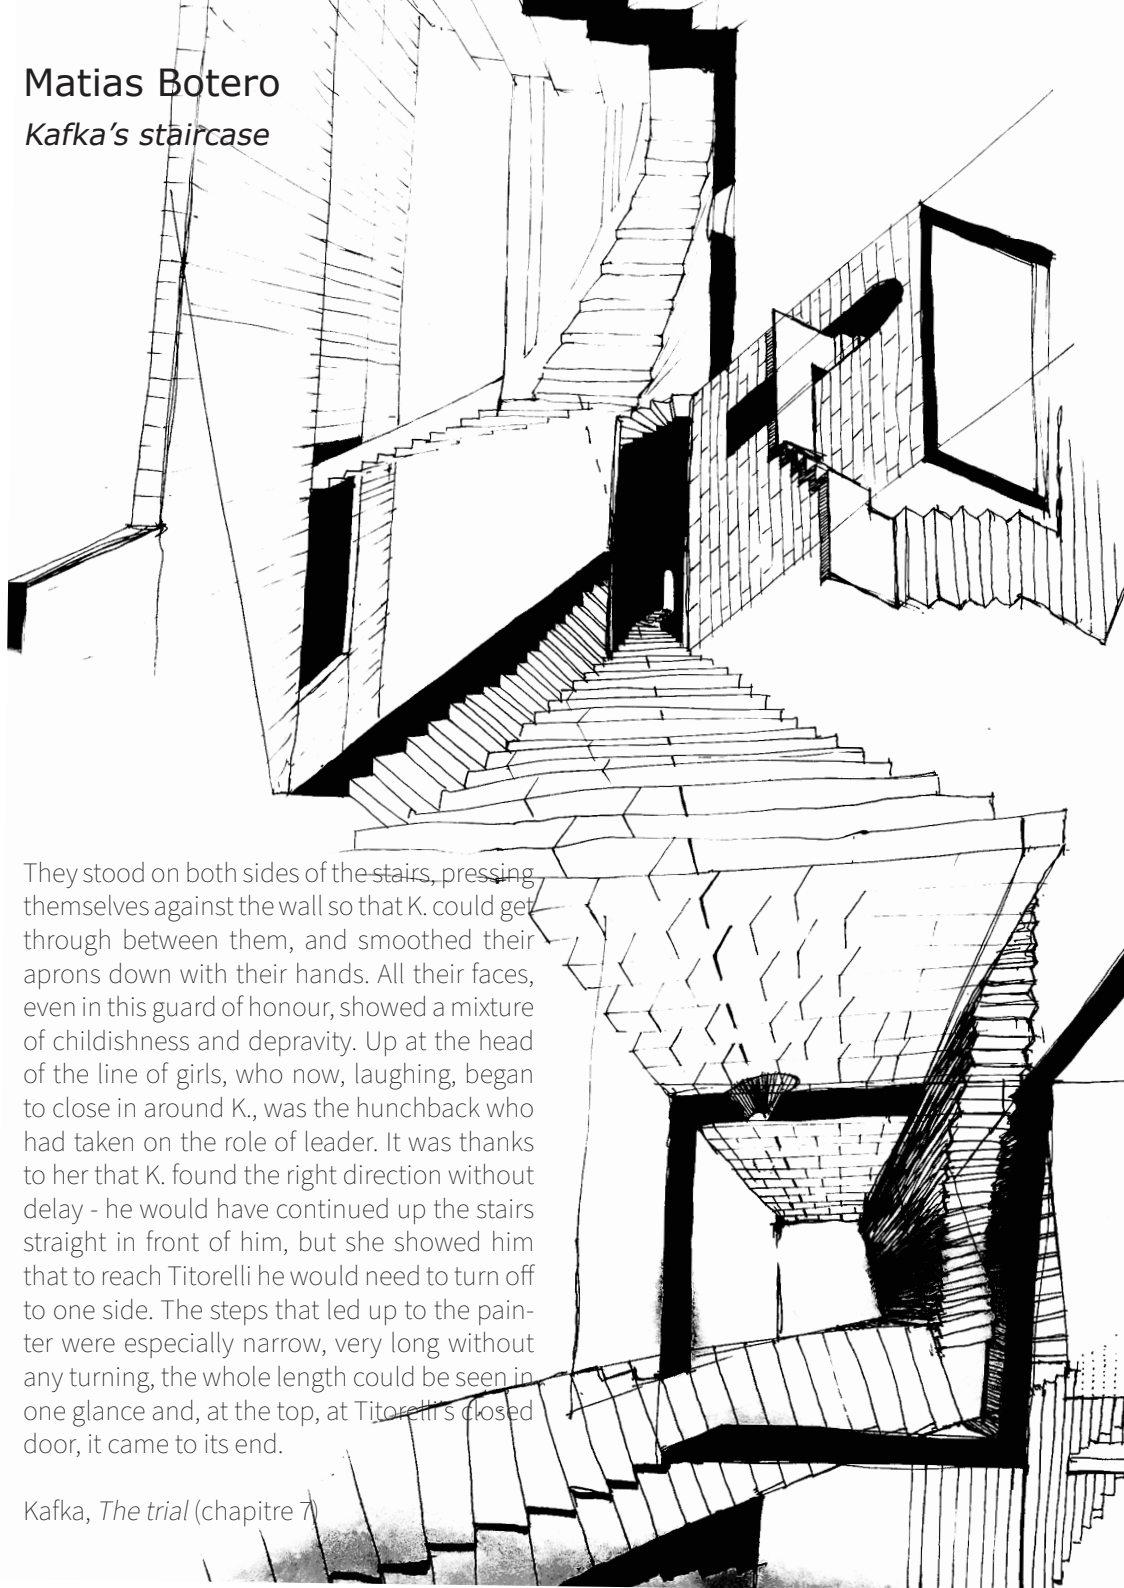 Matias Botero
Kafka’s staircase
They stood on both sides of the stairs, pressing
themselves against the wall so that K. could get
through between them, and smoothed their
aprons down with their hands. All their faces,
even in this guard of honour, showed a mixture
of childishness and depravity. Up at the head
of the line of girls, who now, laughing, began
to close in around K., was the hunchback who
had taken on the role of leader. It was thanks
to her that K. found the right direction without
delay - he would have continued up the stairs
straight in front of him, but she showed him
that to reach Titorelli he would need to turn off
to one side. The steps that led up to the pain-
ter were especially narrow, very long without
any turning, the whole length could be seen in
one glance and, at the top, at Titorelli’s closed
door, it came to its end.
Kafka, The trial (chapitre 7)